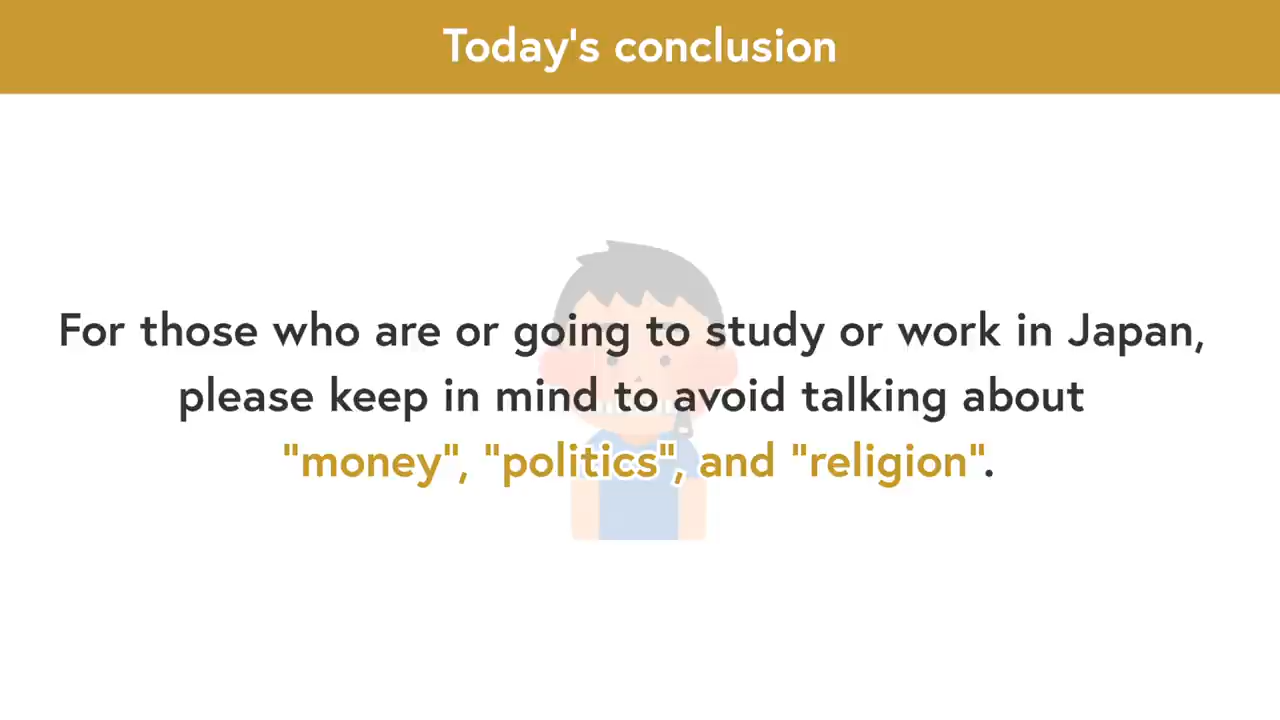 Today's conclusion
For those who are or going to study or work in Japan,
please keep in mind to avoid talking about
"money", "politics", and "religion".